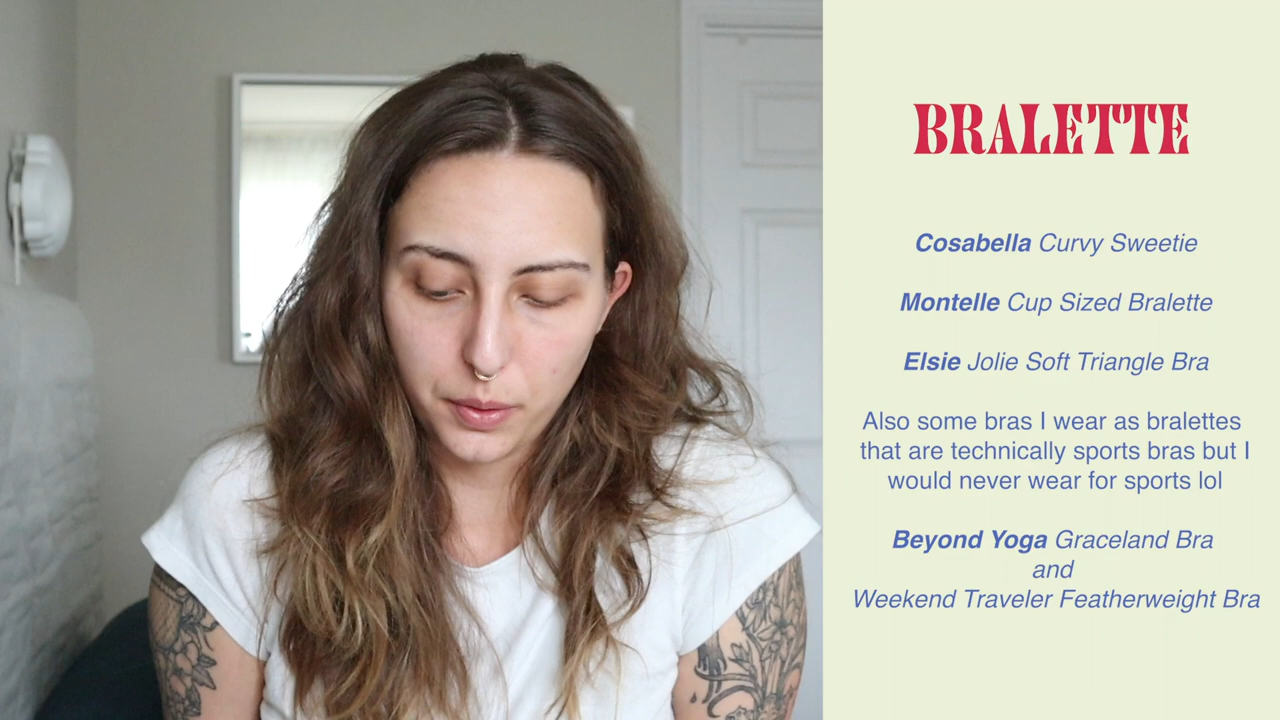 BRALETTE
Cosabella Curvy Sweetie
Montelle Cup Sized Bralette
Elsie Jolie Soft Triangle Bra
Also some bras I wear as bralettes
that are technically sports bras but I
would never wear for sports lol
Beyond Yoga Graceland Bra
and
Weekend Traveler Featherweight Bra